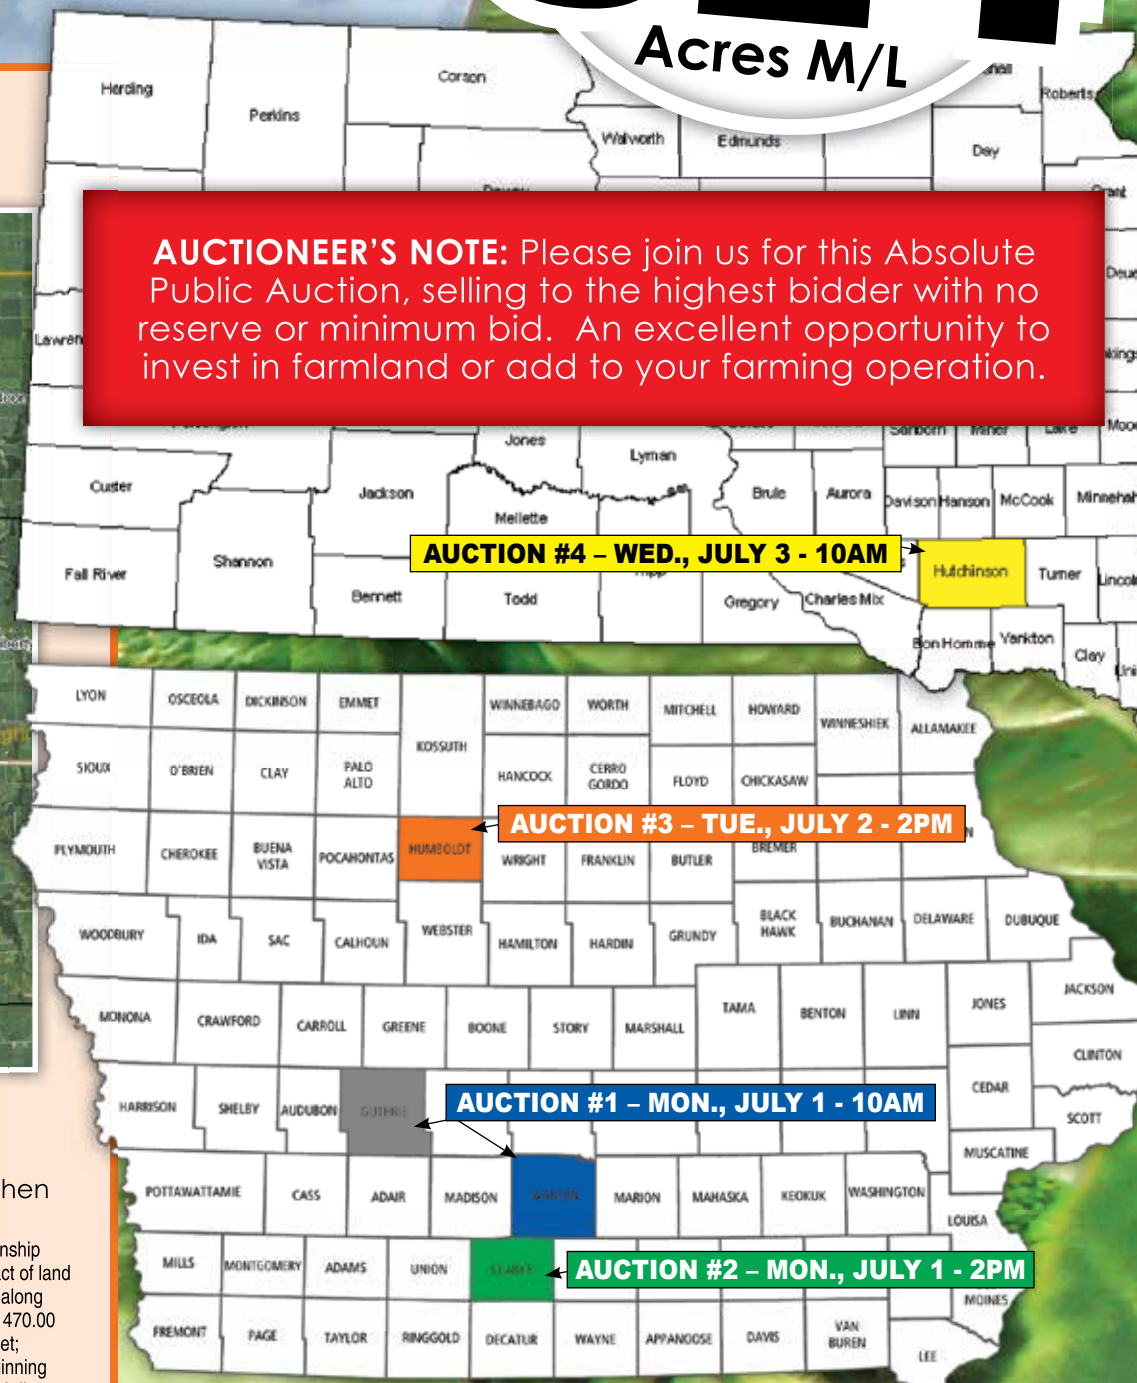 Acres M/L
Harding
Perkins
Corson
Walworth
Edmunds
Day
Roberts
Grant
AUCTIONEER'S NOTE: Please join us for this Absolute
Public Auction, selling to the highest bidder with no
reserve or minimum bid. An excellent opportunity to
invest in farmland or add to your farming operation.
Jones
Lyman
Sanborn
Miner
Lake
Custer
Jackson
Mellette
Brule
Aurora
Davison
Hanson
McCook
AUCTION #4 – WED., JULY 3 - 10AM
Fall River
Shannon
Bennett
Todd
Gregory
Charles Mix
Hutchinson
Turner
Bon Homme
Yankton
Clay
LYON
OSCEOLA
DICKINSON
EMMET
KOSSUTH
WINNEBAGO
WORTH
MITCHELL
HOWARD
WINNESHIEK
ALLAMAKEE
SIOUX
O'BRIEN
CLAY
PALO
ALTO
HANCOCK
CERRO
GORDO
FLOYD
CHICKASAW
AUCTION #3 – TUE., JULY 2 - 2PM
PLYMOUTH
CHEROKEE
BUENA
VISTA
POCAHONTAS
HUMBOLDT
WRIGHT
FRANKLIN
BUTLER
BREMER
WOODBURY
IDA
SAC
CALHOUN
WEBSTER
HAMILTON
HARDIN
GRUNDY
BLACK
HAWK
BUCHANAN
DELAWARE
DUBUQUE
MONONA
CRAWFORD
CARROLL
GREENE
BOONE
STORY
MARSHALL
TAMA
BENTON
LINN
JONES
JACKSON
CLINTON
HARRISON
SHELBY
AUDUBON
GUTHRIE
AUCTION #1 – MON., JULY 1 - 10AM
CEDAR
SCOTT
MUSCATINE
POTTAWATTAMIE
CASS
ADAIR
MADISON
WARREN
MARION
MAHASKA
KEOKUK
WASHINGTON
LOUISA
MILLS
MONTGOMERY
ADAMS
UNION
CLARKE
AUCTION #2 – MON., JULY 1 - 2PM
MOINES
FREMONT
PAGE
TAYLOR
RINGGOLD
DECATUR
WAYNE
APPANOOSE
DAVIS
VAN
BUREN
LEE
hen
nship
act of land
along
470.00
et;
inning